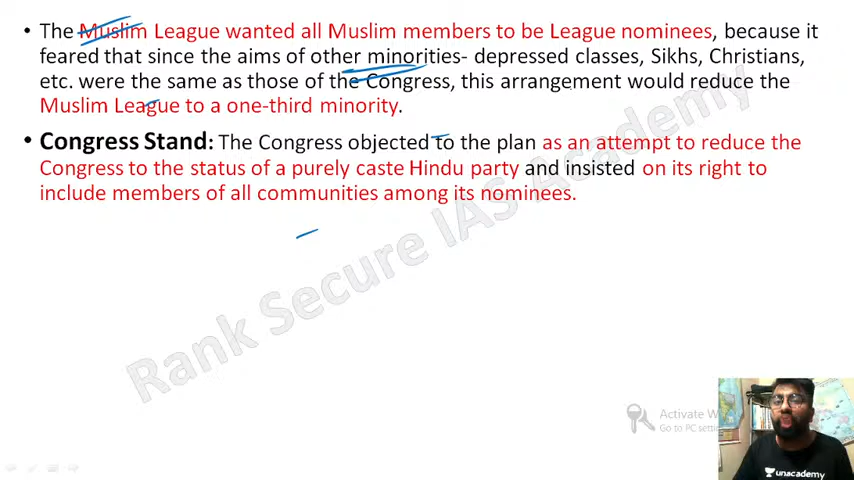 • The Muslim League wanted all Muslim members to be League nominees, because it
feared that since the aims of other minorities- depressed classes, Sikhs, Christians,
etc. were the same as those of the Congress, this arrangement would reduce the
Muslim League to a one-third minority.
• Congress Stand: The Congress objected to the plan as an attempt to reduce the
Congress to the status of a purely caste Hindu party and insisted on its right to
include members of all communities among its nominees.
Rank Secure IAS Academy
Activate
Go to PC
unacademy